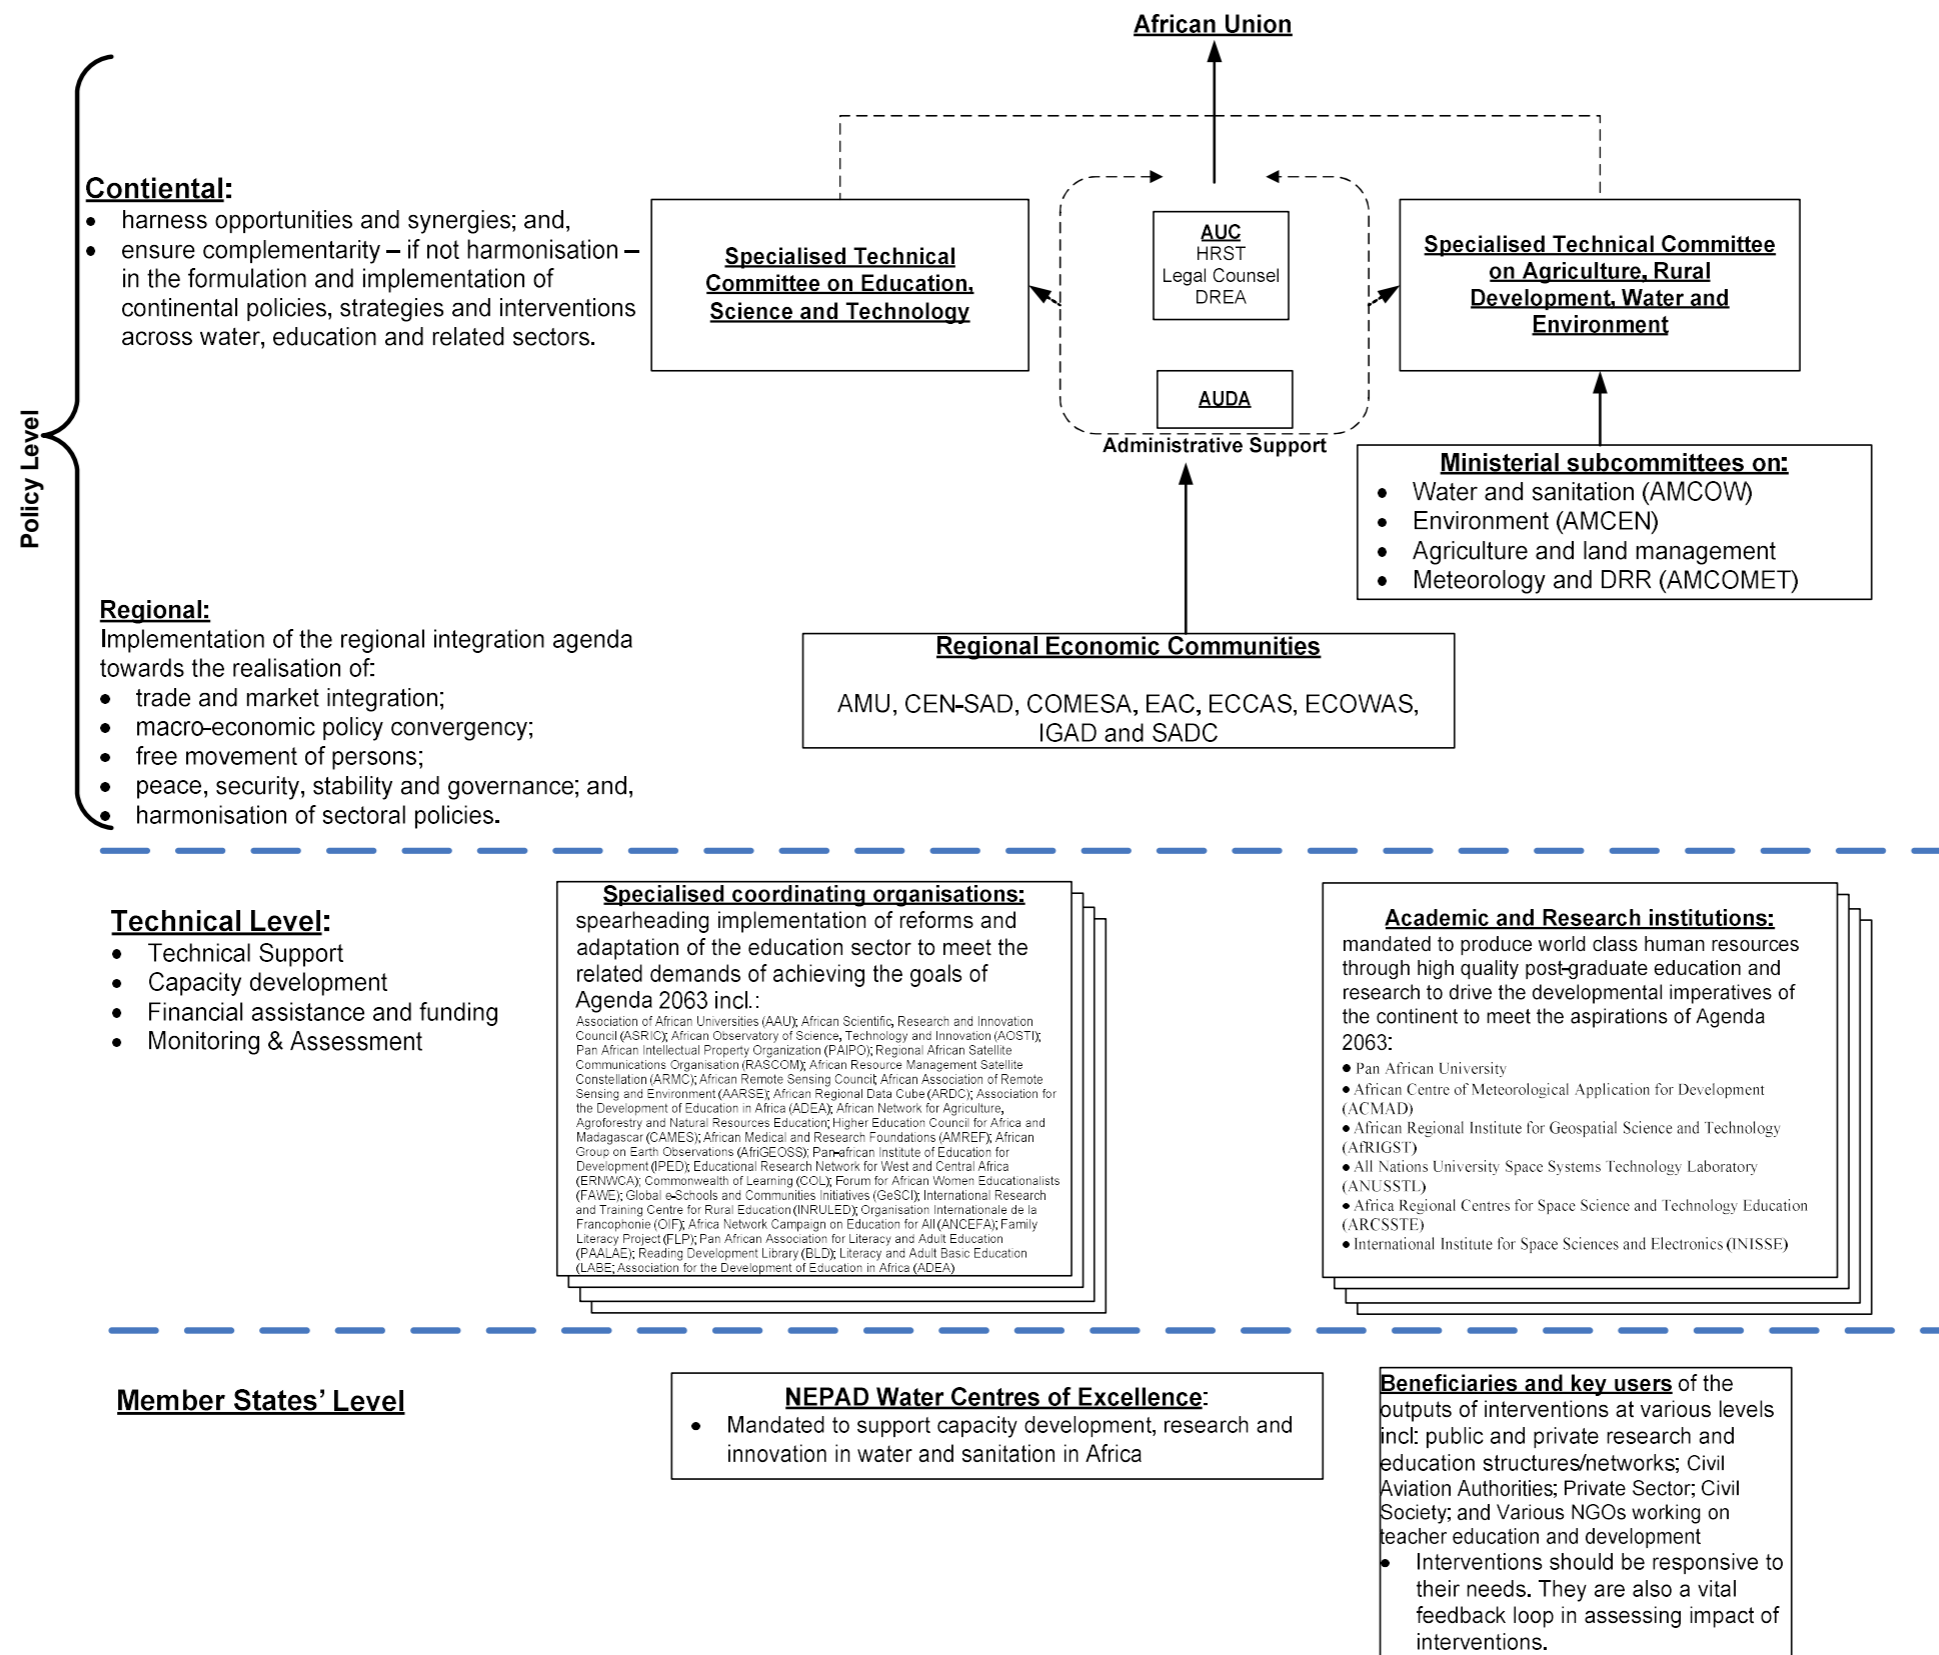 African Union
Contiental:
• harness opportunities and synergies; and,
• ensure complementarity – if not harmonisation –
in the formulation and implementation of
continental policies, strategies and interventions
across water, education and related sectors.
Specialised Technical
Committee on Education,
Science and Technology
AUC
HRST
Legal Counsel
DREA
AUDA
Administrative Support
Specialised Technical Committee
on Agriculture, Rural
Development, Water and
Environment
Ministerial subcommittees on:
• Water and sanitation (AMCOW)
• Environment (AMCEN)
• Agriculture and land management
• Meteorology and DRR (AMCOMET)
Policy Level
Regional:
Implementation of the regional integration agenda
towards the realisation of:
• trade and market integration;
• macro-economic policy convergency;
• free movement of persons;
• peace, security, stability and governance; and,
• harmonisation of sectoral policies.
Regional Economic Communities
AMU, CEN-SAD, COMESA, EAC, ECCAS, ECOWAS,
IGAD and SADC
Technical Level:
• Technical Support
• Capacity development
• Financial assistance and funding
• Monitoring & Assessment
Specialised coordinating organisations:
spearheading implementation of reforms and
adaptation of the education sector to meet the
related demands of achieving the goals of
Agenda 2063 incl.:
Association of African Universities (AAU); African Scientific, Research and Innovation
Council (ASRIC); African Observatory of Science, Technology and Innovation (AOSTI);
Pan African Intellectual Property Organization (PAIPO); Regional African Satellite
Communications Organisation (RASCOM); African Resource Management Satellite
Constellation (ARMC); African Remote Sensing Council; African Association of Remote
Sensing and Environment (AARSE); African Regional Data Cube (ARDC); Association for
the Development of Education in Africa (ADEA); African Network for Agriculture,
Agroforestry and Natural Resources Education; Higher Education Council for Africa and
Madagascar (CAMES); African Medical and Research Foundations (AMREF); African
Group on Earth Observations (AfriGEOSS); Pan-african Institute of Education for
Development (IPED); Educational Research Network for West and Central Africa
(ERNWCA); Commonwealth of Learning (COL); Forum for African Women Educationalists
(FAWE); Global e-Schools and Communities Initiatives (GeSCI); International Research
and Training Centre for Rural Education (INRULED); Organisation Internationale de la
Francophonie (OIF); Africa Network Campaign on Education for All (ANCEFA); Family
Literacy Project (FLP); Pan African Association for Literacy and Adult Education
(PAALAE); Reading Development Library (BLD); Literacy and Adult Basic Education
(LABE; Association for the Development of Education in Africa (ADEA)
Academic and Research institutions:
mandated to produce world class human resources
through high quality post-graduate education and
research to drive the developmental imperatives of
the continent to meet the aspirations of Agenda
2063:
• Pan African University
• African Centre of Meteorological Application for Development
(ACMAD)
• African Regional Institute for Geospatial Science and Technology
(AfRIGST)
• All Nations University Space Systems Technology Laboratory
(ANUSSTL)
• Africa Regional Centres for Space Science and Technology Education
(ARCSSTE)
• International Institute for Space Sciences and Electronics (INISSE)
Member States' Level
NEPAD Water Centres of Excellence:
• Mandated to support capacity development, research and
innovation in water and sanitation in Africa
Beneficiaries and key users of the
outputs of interventions at various levels
incl: public and private research and
education structures/networks; Civil
Aviation Authorities; Private Sector; Civil
Society; and Various NGOs working on
teacher education and development
• Interventions should be responsive to
their needs. They are also a vital
feedback loop in assessing impact of
interventions.